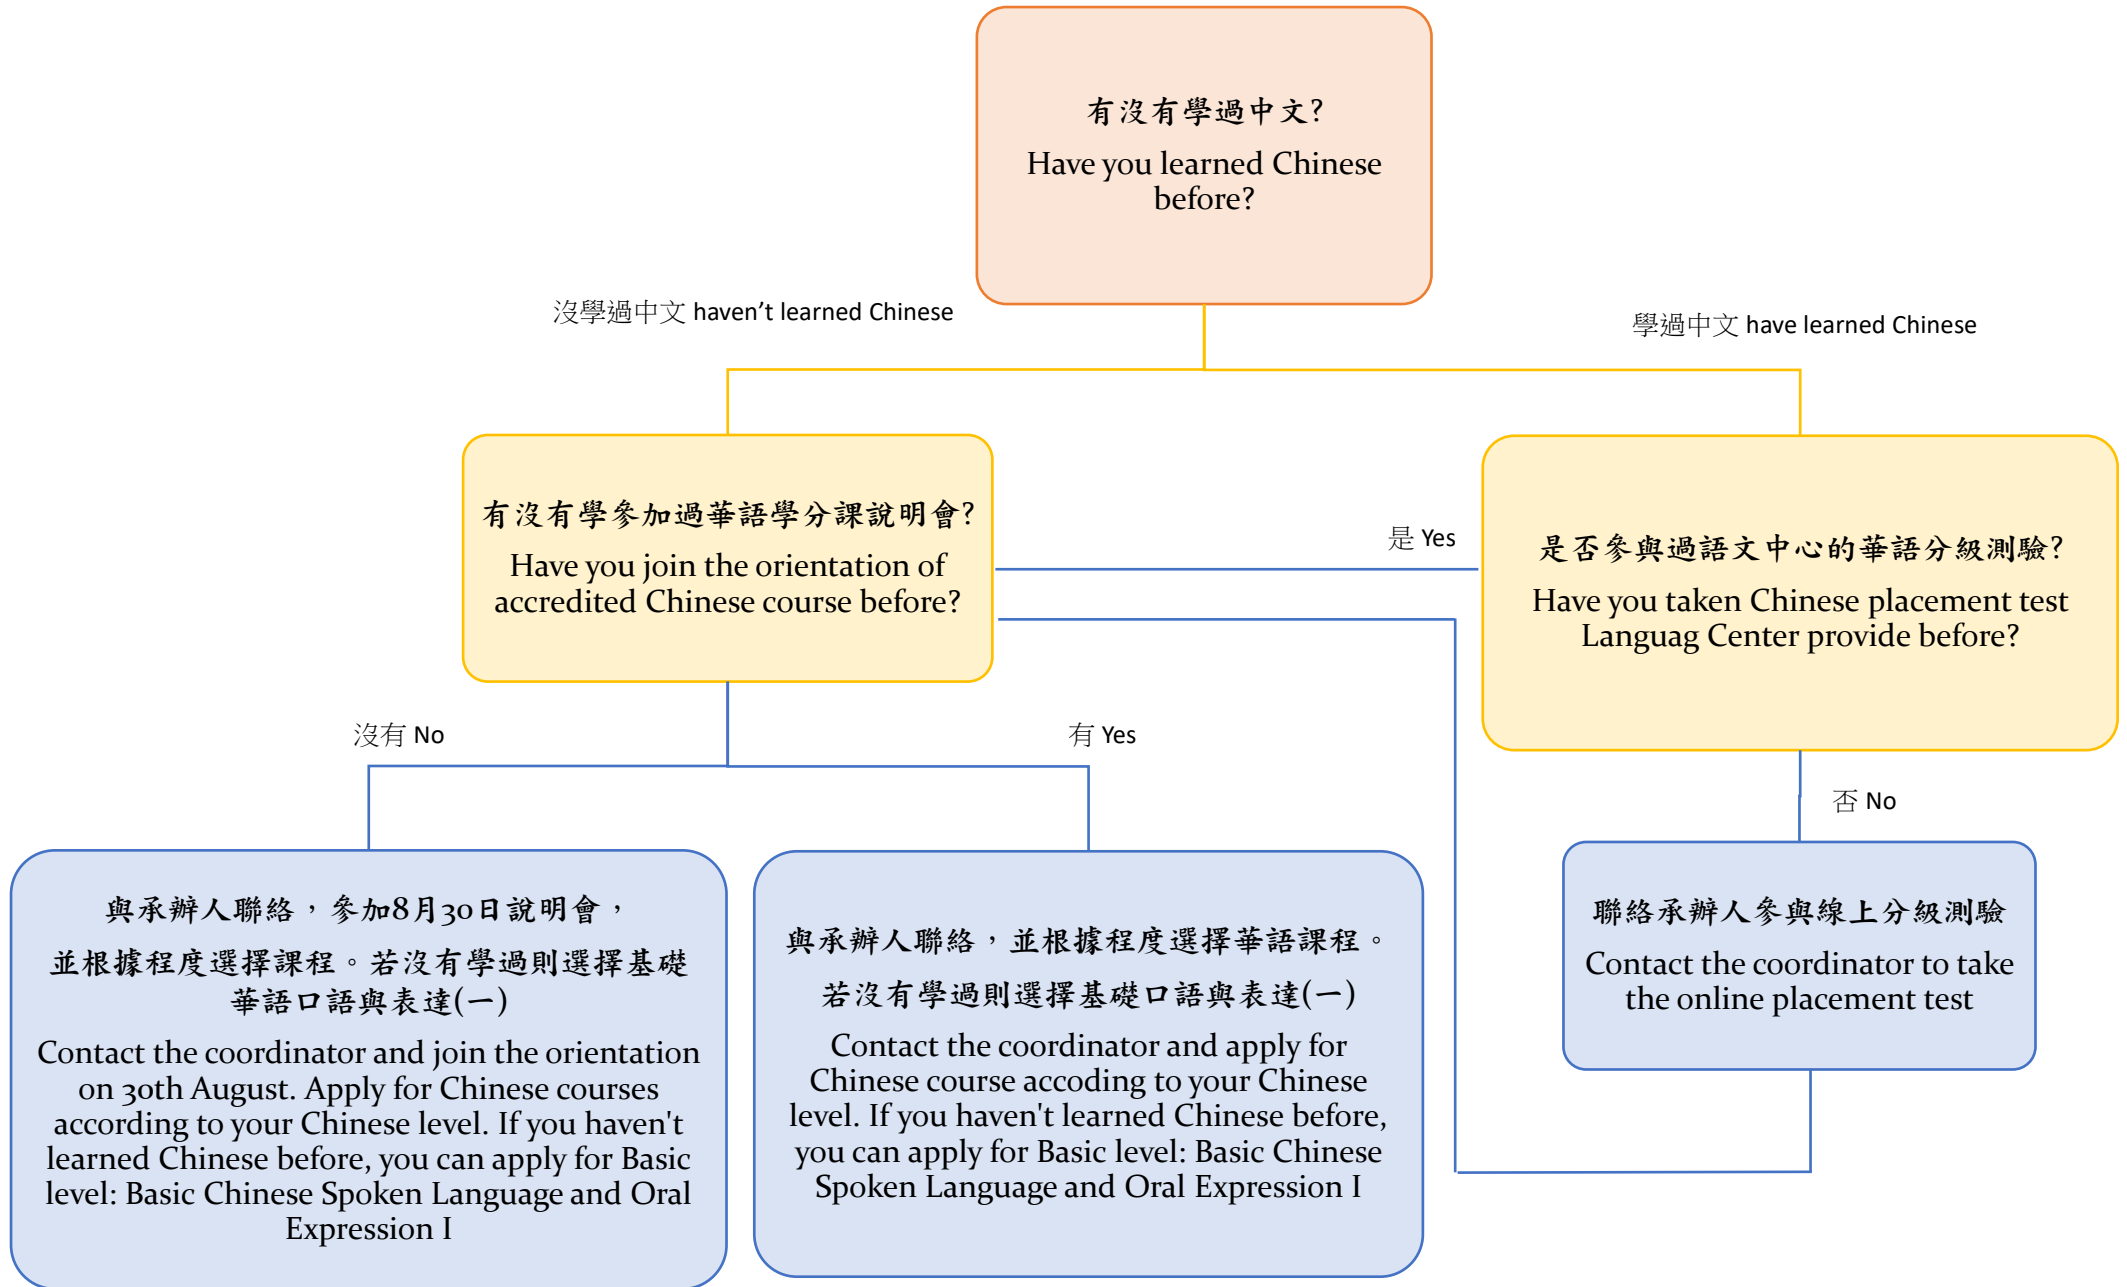 有沒有學過中文?
Have you learned Chinese
before?
沒學過中文 haven't learned Chinese
學過中文 have learned Chinese
有沒有學參加過華語學分課說明會?
Have you join the orientation of
accredited Chinese course before?
是 Yes
是否參與過語文中心的華語分級測驗?
Have you taken Chinese placement test
Languag Center provide before?
沒有 No
有 Yes
否 No
與承辦人聯絡，參加8月30日說明會，
並根據程度選擇課程。若沒有學過則選擇基礎
華語口語與表達(一)
Contact the coordinator and join the orientation
on 30th August. Apply for Chinese courses
according to your Chinese level. If you haven't
learned Chinese before, you can apply for Basic
level: Basic Chinese Spoken Language and Oral
Expression I
與承辦人聯絡，並根據程度選擇華語課程。
若沒有學過則選擇基礎口語與表達(一)
Contact the coordinator and apply for
Chinese course accoding to your Chinese
level. If you haven't learned Chinese before,
you can apply for Basic level: Basic Chinese
Spoken Language and Oral Expression I
聯絡承辦人參與線上分級測驗
Contact the coordinator to take
the online placement test